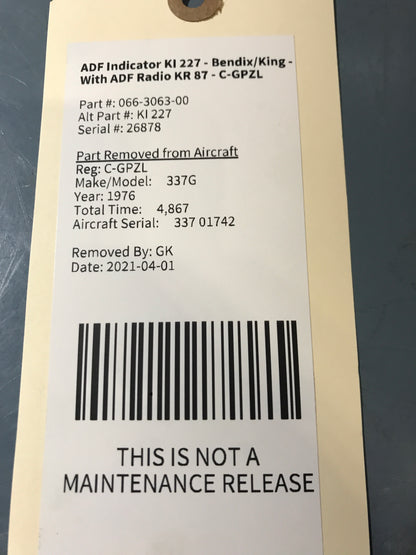 ADF Indicator KI 227 - Bendix/King -
With ADF Radio KR 87 - C-GPZL
Part #: 066-3063-00
Alt Part #: KI 227
Serial #: 26878
Part Removed from Aircraft
Reg: C-GPZL
Make/Model: 337G
Year: 1976
Total Time: 4,867
Aircraft Serial: 337 01742
Removed By: GK
Date: 2021-04-01
THIS IS NOT A
MAINTENANCE RELEASE